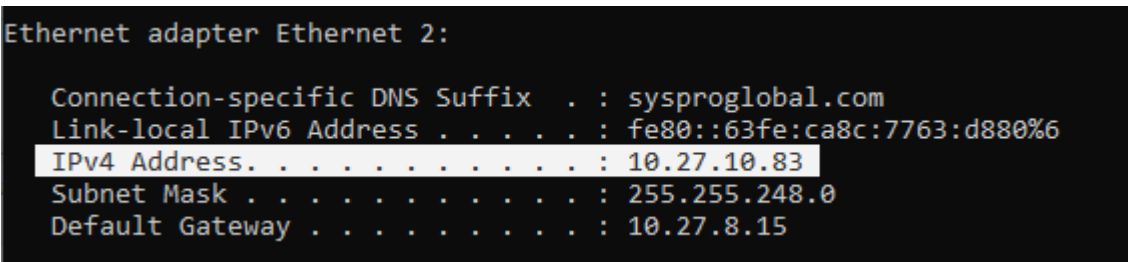 Ethernet adapter Ethernet 2:
Connection-specific DNS Suffix  . : sysproglobal.com
Link-local IPv6 Address . . . . . : fe80::63fe:ca8c:7763:d880%6
IPv4 Address. . . . . . . . . . . : 10.27.10.83
Subnet Mask . . . . . . . . . . . : 255.255.248.0
Default Gateway . . . . . . . . . : 10.27.8.15